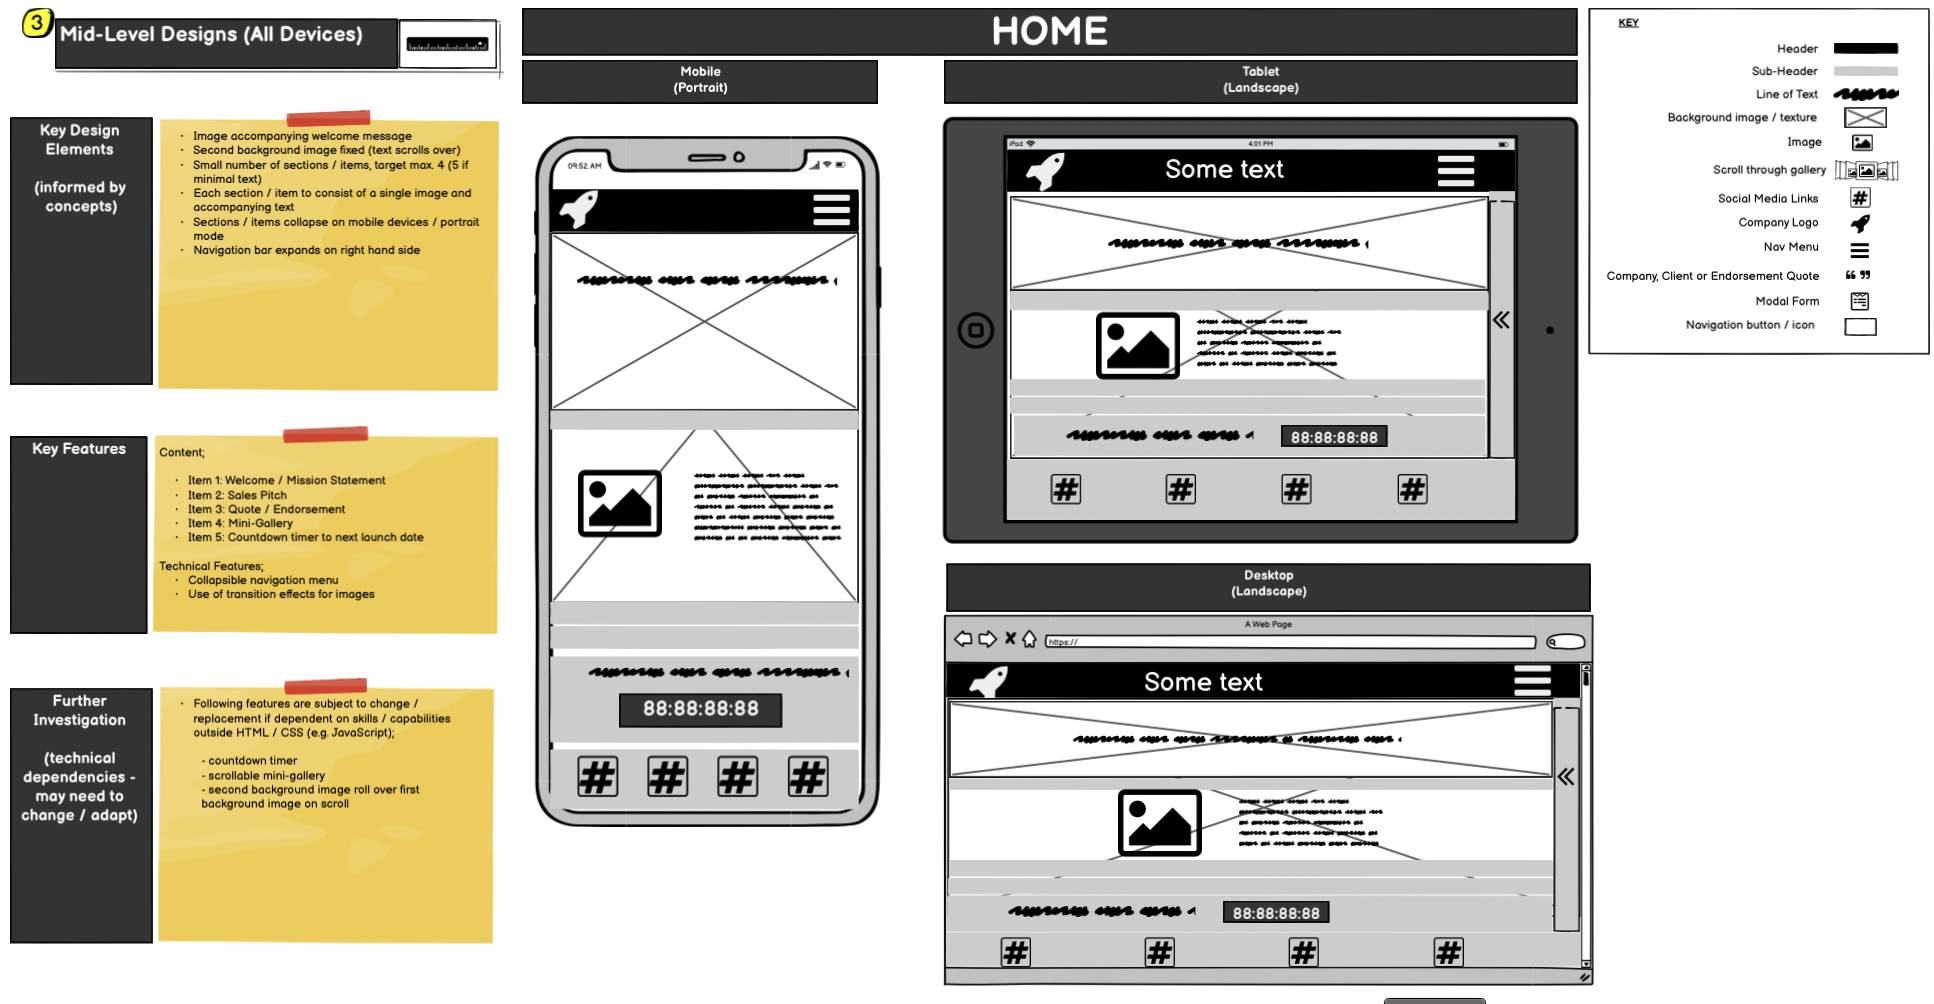 3
Mid-Level Designs (All Devices)
HOME
Mobile
(Portrait)
Tablet
(Landscape)
KEY
Header
Sub-Header
Line of Text
Background image / texture
Image
Scroll through gallery
Social Media Links
#
Company Logo
Nav Menu
Company, Client or Endorsement Quote
Modal Form
Navigation button / icon
Key Design
Elements
(informed by
concepts)
· Image accompanying welcome message
· Second background image fixed (text scrolls over)
· Small number of sections / items, target max. 4 (5 if
minimal text)
· Each section / item to consist of a single image and
accompanying text
· Sections / items collapse on mobile devices / portrait
mode
· Navigation bar expands on right hand side
Key Features
Content;
· Item 1: Welcome / Mission Statement
· Item 2: Sales Pitch
· Item 3: Quote / Endorsement
· Item 4: Mini-Gallery
· Item 5: Countdown timer to next launch date
Technical Features;
· Collapsible navigation menu
· Use of transition effects for images
Further
Investigation
(technical
dependencies -
may need to
change / adapt)
· Following features are subject to change /
replacement if dependent on skills / capabilities
outside HTML / CSS (e.g. JavaScript);
- countdown timer
- scrollable mini-gallery
- second background image roll over first
background image on scroll
09:52 AM
88:88:88:88
# # # #
iPad
4:01 PM
Some text
«
88:88:88:88
# # # #
Desktop
(Landscape)
A Web Page
https://
Some text
«
88:88:88:88
# # # #